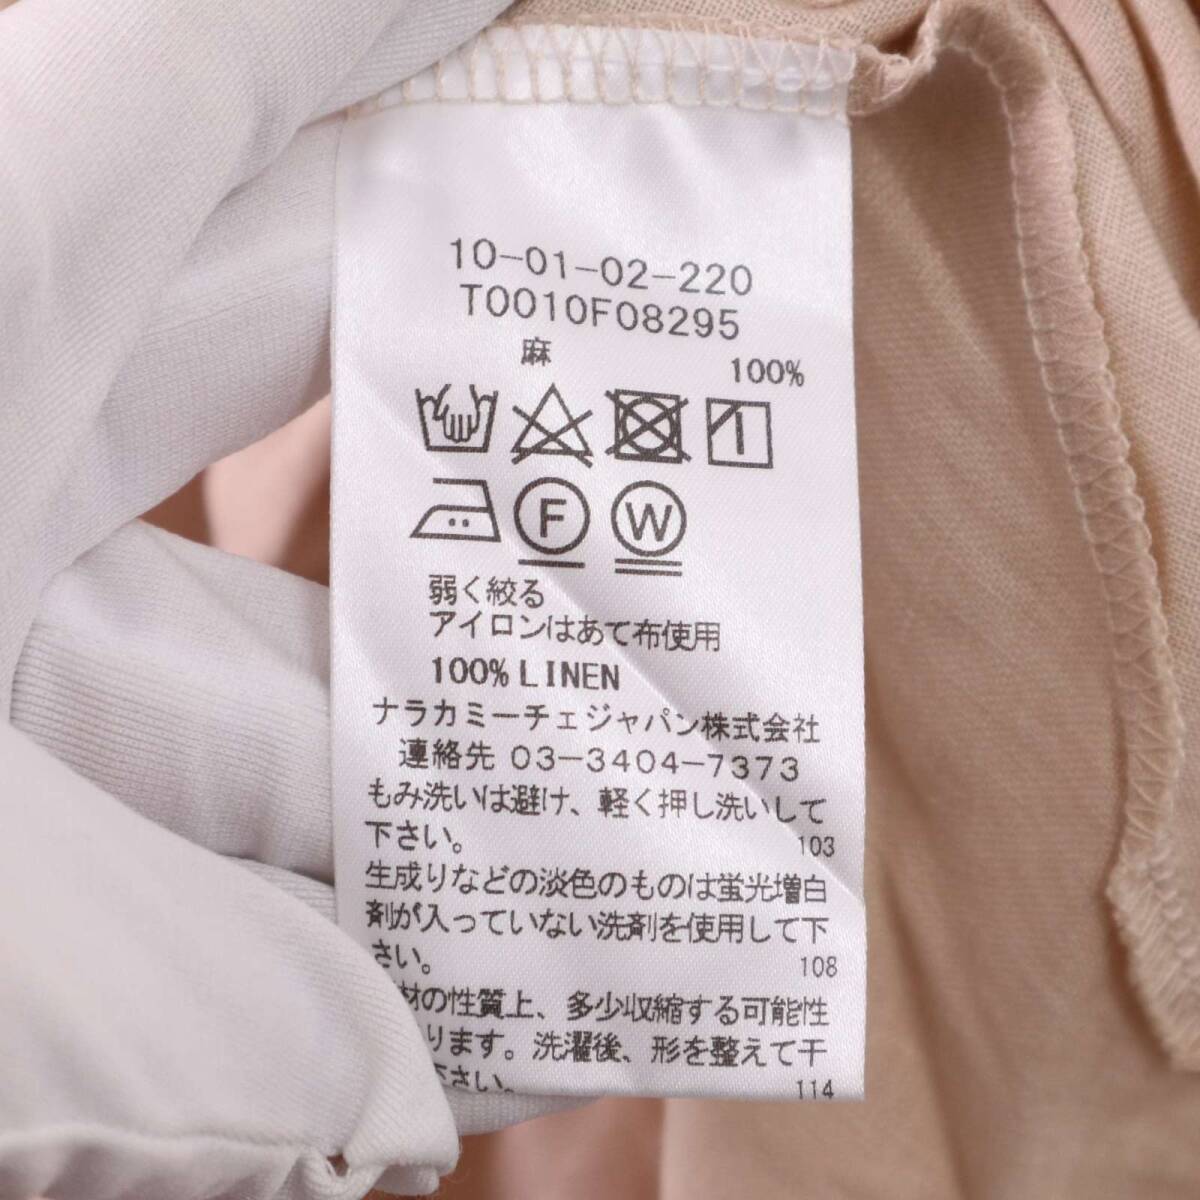 10-01-02-220
T0010F08295
麻 100%
F W
弱く絞る
アイロンはあて布使用
100% LINEN
ナラカミーチェジャパン株式会社
連絡先 03-3404-7373
もみ洗いは避け、軽く押し洗いして
下さい。 103
生成りなどの淡色のものは蛍光増白
剤が入っていない洗剤を使用して下
さい。 108
材の性質上、多少収縮する可能性
ります。洗濯後、形を整えて干
下さい。 114